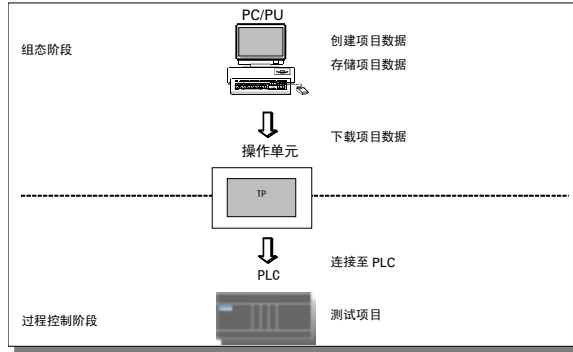 PC/PU
组态阶段
创建项目数据
存储项目数据
下载项目数据
操作单元
TP
连接至 PLC
PLC
测试项目
过程控制阶段